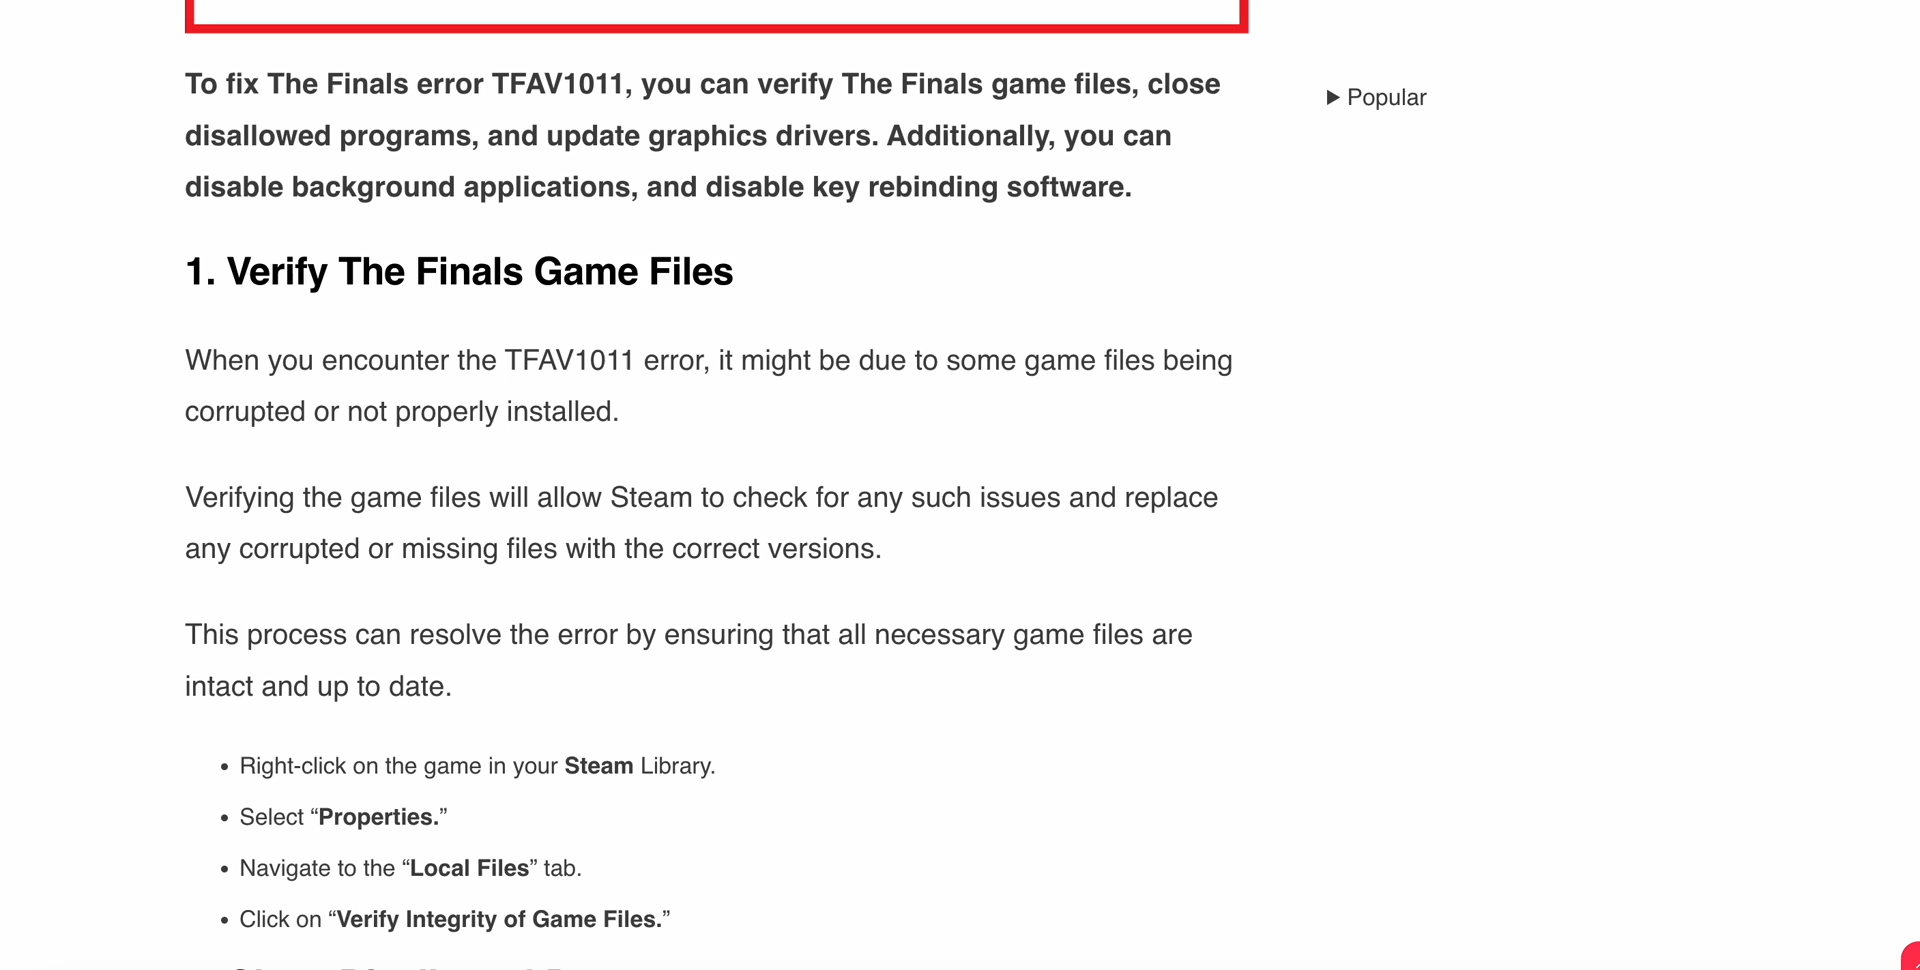 To fix The Finals error TFAV1011, you can verify The Finals game files, close
disallowed programs, and update graphics drivers. Additionally, you can
disable background applications, and disable key rebinding software.
▶ Popular
1. Verify The Finals Game Files
When you encounter the TFAV1011 error, it might be due to some game files being
corrupted or not properly installed.
Verifying the game files will allow Steam to check for any such issues and replace
any corrupted or missing files with the correct versions.
This process can resolve the error by ensuring that all necessary game files are
intact and up to date.
• Right-click on the game in your Steam Library.
• Select “Properties.”
• Navigate to the “Local Files” tab.
• Click on “Verify Integrity of Game Files.”